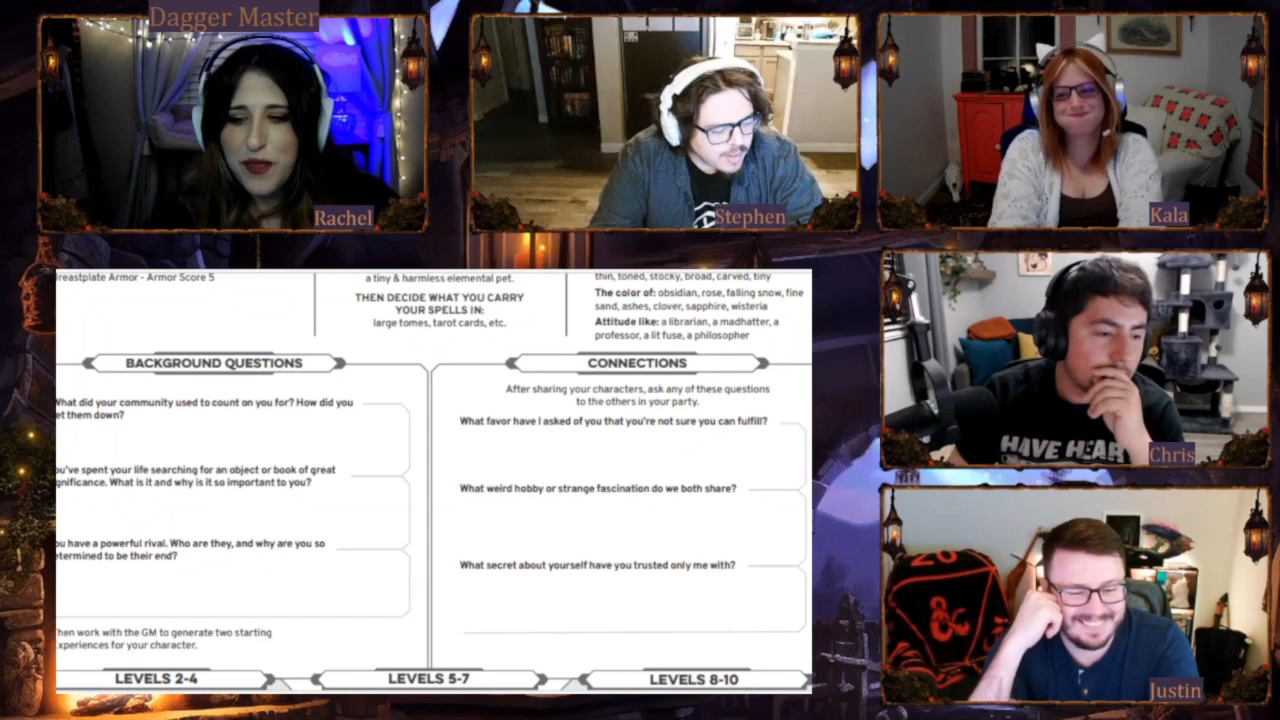 Dagger Master
Rachel
Stephen
Kala
Breastplate Armor - Armor Score 5
a tiny & harmless elemental pet.
THEN DECIDE WHAT YOU CARRY
YOUR SPELLS IN:
large tomes, tarot cards, etc.
thin, toned, stocky, broad, carved, tiny
The color of: obsidian, rose, falling snow, fine
sand, ashes, clover, sapphire, wisteria
Attitude like: a librarian, a madhatter, a
professor, a lit fuse, a philosopher
BACKGROUND QUESTIONS
What did your community used to count on you for? How did you
et them down?
ou've spent your life searching for an object or book of great
gnificance. What is it and why is it so important to you?
ou have a powerful rival. Who are they, and why are you so
etermined to be their end?
hen work with the GM to generate two starting
xperiences for your character.
CONNECTIONS
After sharing your characters, ask any of these questions
to the others in your party.
What favor have I asked of you that you're not sure you can fulfill?
What weird hobby or strange fascination do we both share?
What secret about yourself have you trusted only me with?
LEVELS 2-4
LEVELS 5-7
LEVELS 8-10
HAVE HEAR
Chris
20
&
Justin